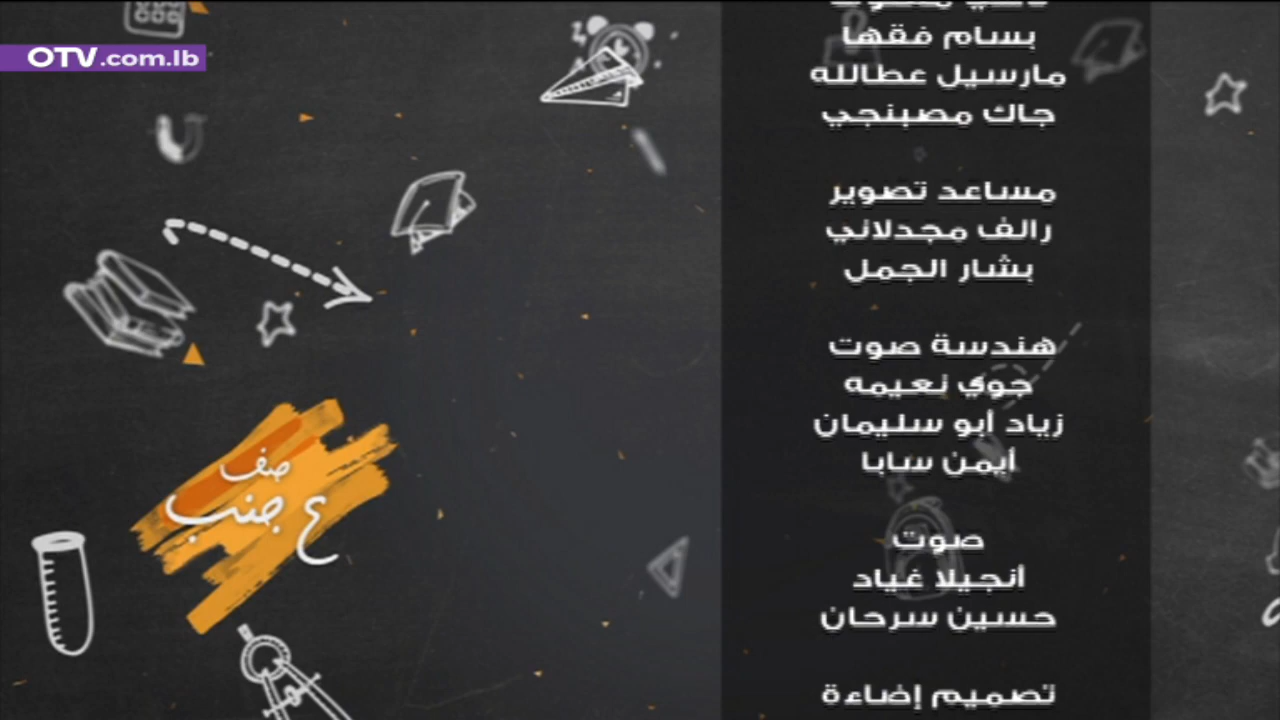 OTV.com.lb
بسام فقها
مارسيل عطالله
جاك مصبنجي
مساعد تصوير
رالف مجدلاني
بشار الجمل
هندسة صوت
جوي نعيمه
زياد أبو سليمان
أيمن سابا
صوت
أنجيلا غياد
حسين سرحان
تصميم إضاءة
صف
ع جنب